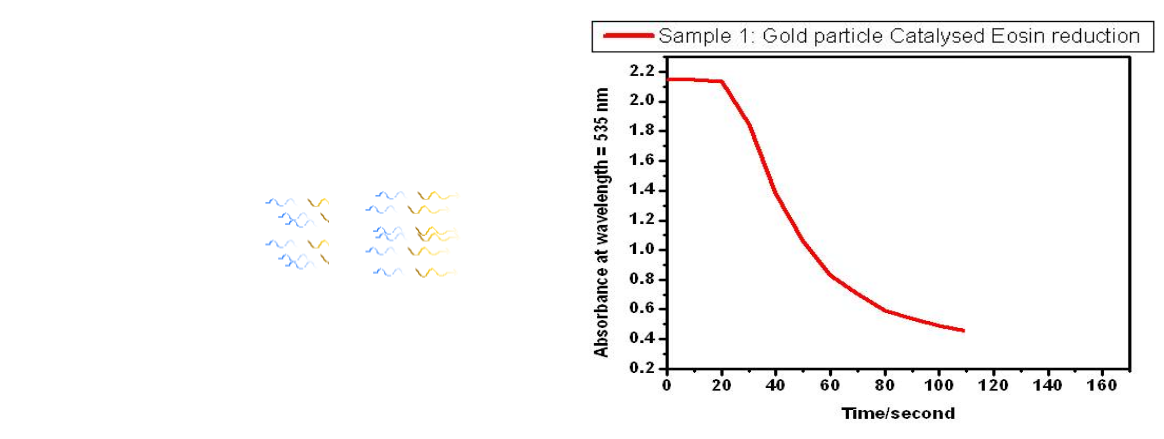 Sample 1: Gold particle Catalysed Eosin reduction
Absorbance at wavelength = 535 nm
2.2
2.0
1.8
1.6
1.4
1.2
1.0
0.8
0.6
0.4
0.2
0 20 40 60 80 100 120 140 160
Time/second